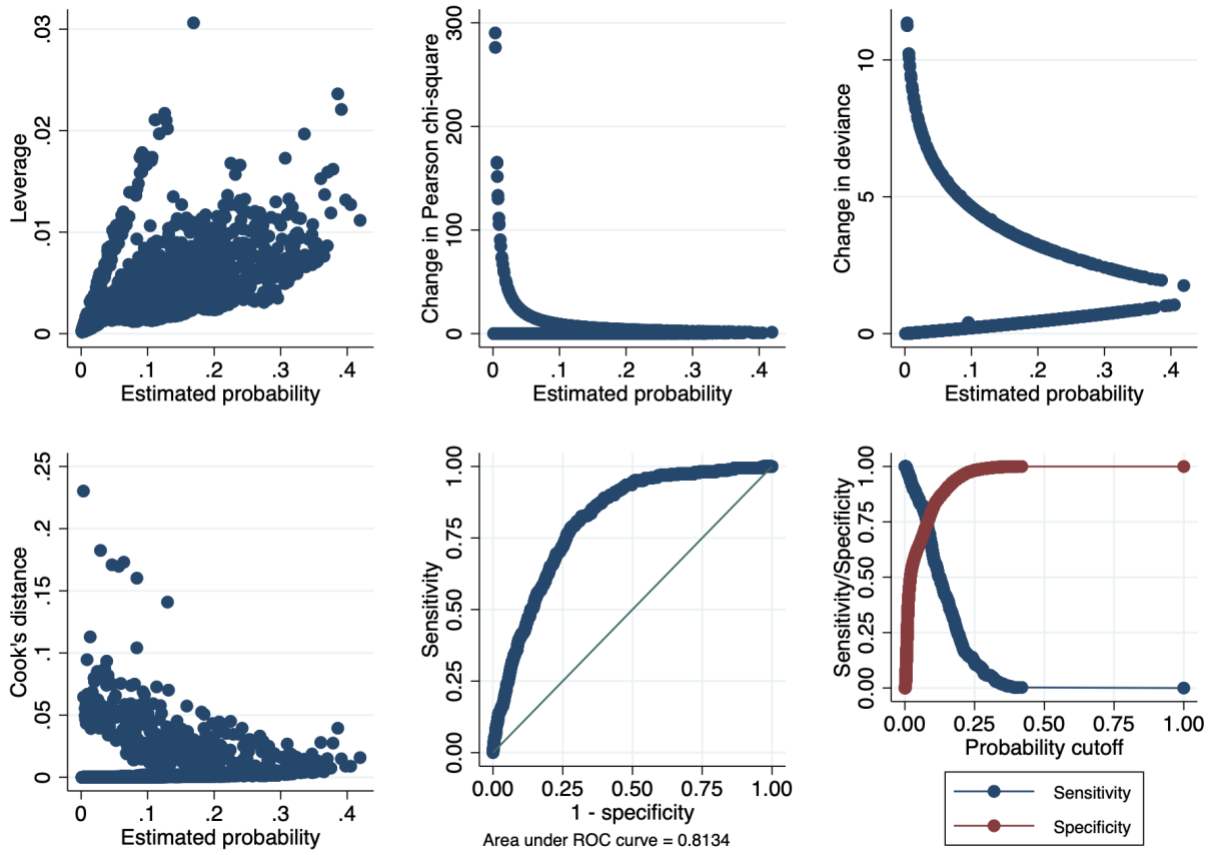 Leverage
.03
.02
.01
0
0 .1 .2 .3 .4
Estimated probability
Change in Pearson chi-square
300
200
100
0
0 .1 .2 .3 .4
Estimated probability
Change in deviance
10
5
0
0 .1 .2 .3 .4
Estimated probability
Cook's distance
.25
.2
.15
.1
.05
0
0 .1 .2 .3 .4
Estimated probability
Sensitivity
1.00
0.75
0.50
0.25
0.00
0.00 0.25 0.50 0.75 1.00
1 - specificity
Area under ROC curve = 0.8134
Sensitivity/Specificity
1.00
0.75
0.50
0.25
0.00
0.00 0.25 0.50 0.75 1.00
Probability cutoff
Sensitivity
Specificity